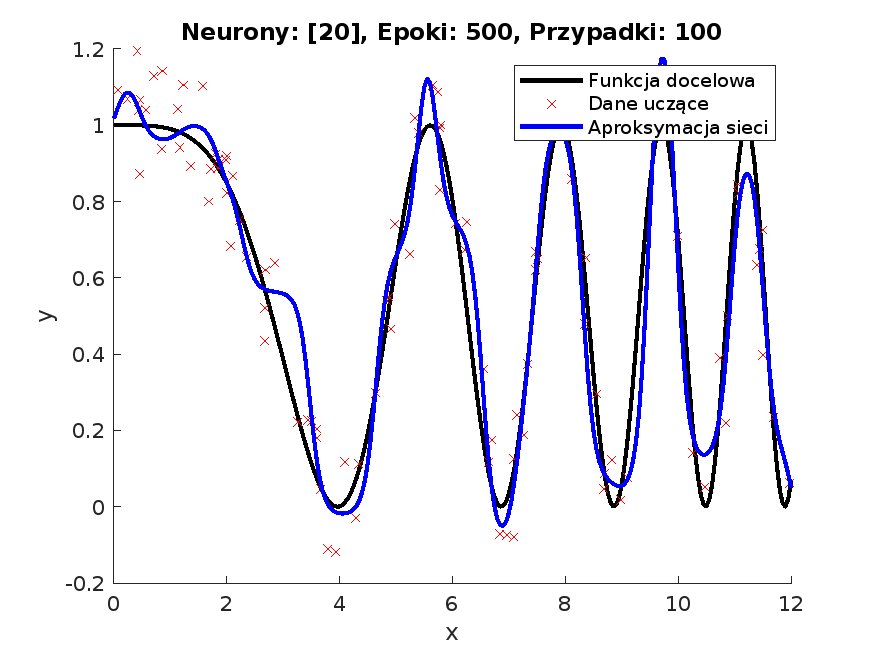 Neurony: [20], Epoki: 500, Przypadki: 100
Funkcja docelowa
Dane uczące
Aproksymacja sieci
1.2
1
0.8
0.6
0.4
0.2
0
-0.2
y
0 2 4 6 8 10 12
x